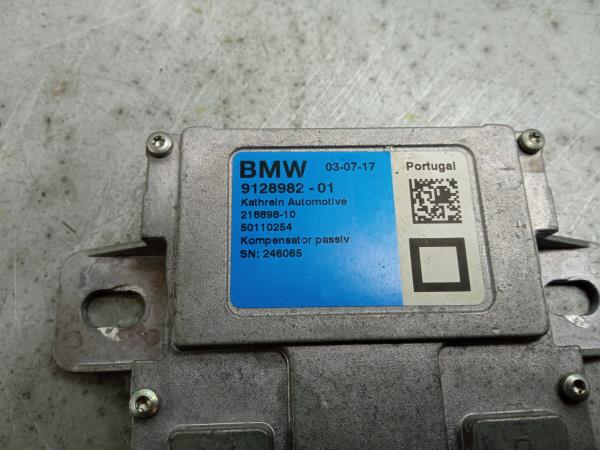 BMW 03-07-17 Portugal
9128982-01
Kathrein Automotive
218898-10
50110254
Kompensator passiv
SN: 246065